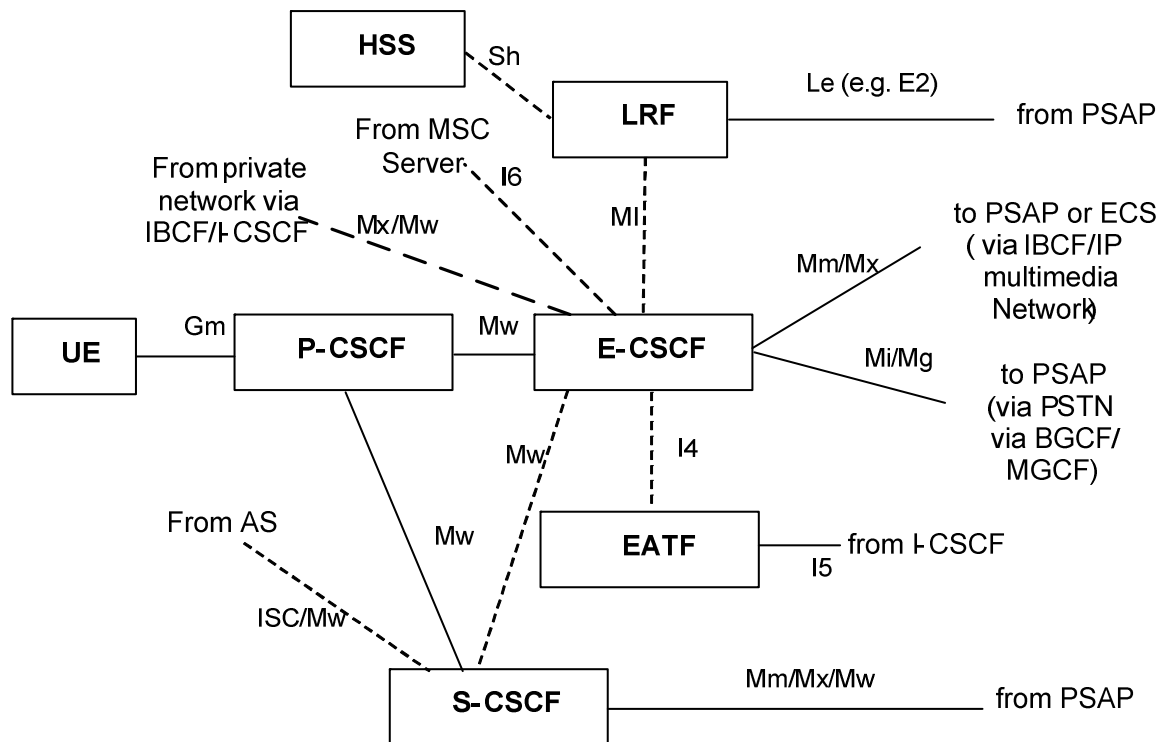 HSS
Sh
Le (e.g. E2)
LRF
from PSAP
From MSC
Server
I6
From private
network via
IBCF/I-CSCF
Ml
Mx/Mw
to PSAP or ECS
( via IBCF/IP
multimedia
Network)
Mm/Mx
Gm
Mw
UE
P-CSCF
E-CSCF
Mi/Mg
to PSAP
(via PSTN
via BGCF/
MGCF)
Mw
I4
From AS
Mw
EATF
from I-CSCF
I5
ISC/Mw
S-CSCF
Mm/Mx/Mw
from PSAP